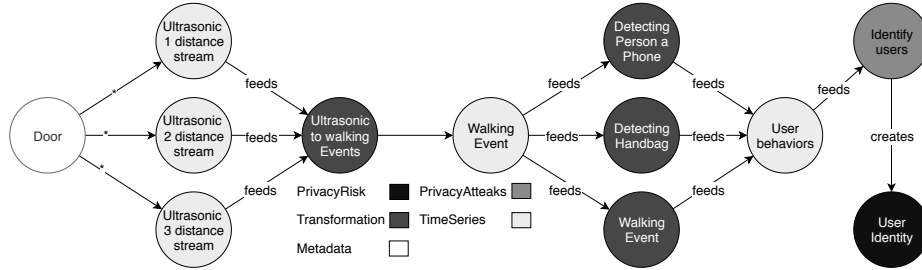 Door
*
*
*
Ultrasonic
1 distance
stream
Ultrasonic
2 distance
stream
Ultrasonic
3 distance
stream
feeds
feeds
feeds
Ultrasonic
to walking
Events
Walking
Event
feeds
feeds
feeds
Detecting
Person a
Phone
Detecting
Handbag
Walking
Event
feeds
feeds
feeds
User
behaviors
feeds
Identify
users
creates
User
Identity
PrivacyRisk
PrivacyAtteaks
Transformation
TimeSeries
Metadata